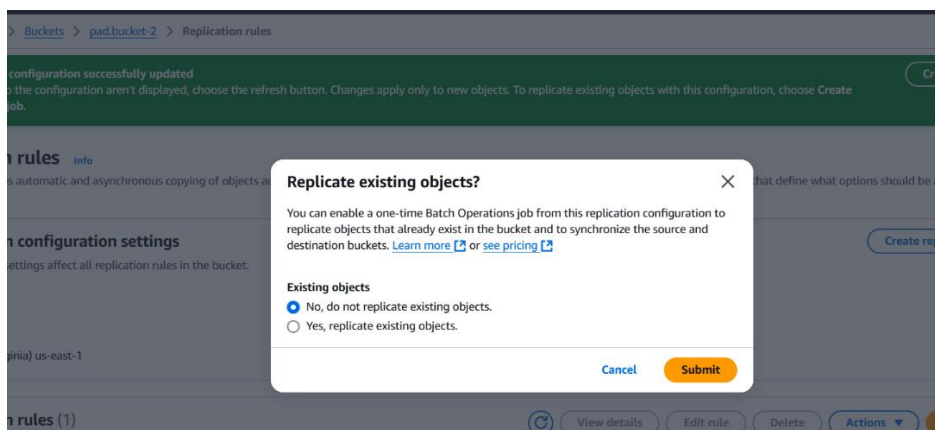 > Buckets > pad.bucket-2 > Replication rules
configuration successfully updated
the configuration aren't displayed, choose the refresh button. Changes apply only to new objects. To replicate existing objects with this configuration, choose Create
job.
rules Info
automatic and asynchronous copying of objects
that define what options should be
Replicate existing objects?
You can enable a one-time Batch Operations job from this replication configuration to
replicate objects that already exist in the bucket and to synchronize the source and
destination buckets. Learn more or see pricing
configuration settings
settings affect all replication rules in the bucket.
Create
Existing objects
No, do not replicate existing objects.
Yes, replicate existing objects.
us-east-1
Cancel Submit
rules (1)
View details Edit rule Delete Actions